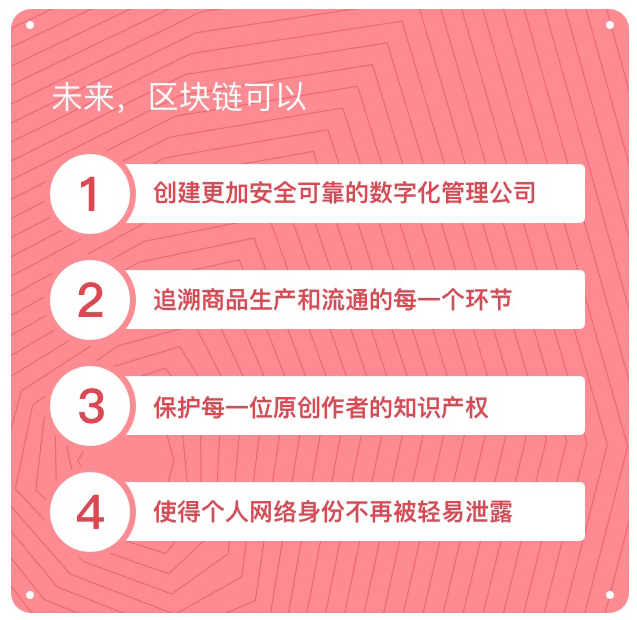 未来，区块链可以
1
创建更加安全可靠的数字化管理公司
2
追溯商品生产和流通的每一个环节
3
保护每一位原创作者的知识产权
4
使得个人网络身份不再被轻易泄露